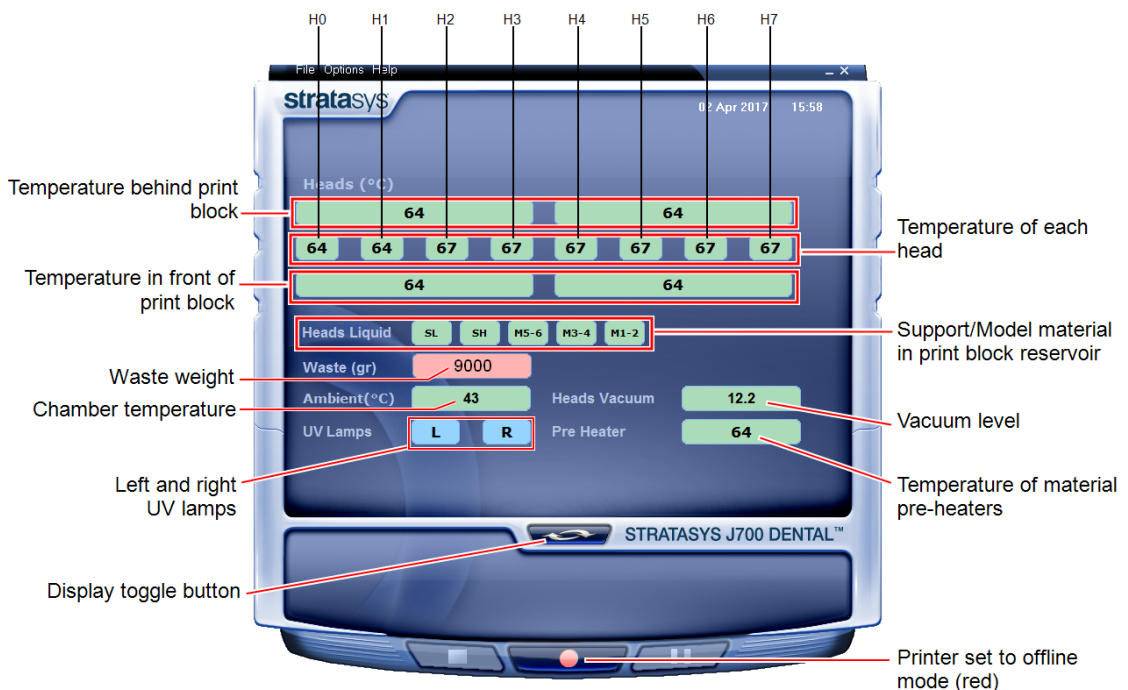 H0 H1 H2 H3 H4 H5 H6 H7
File Options Help
stratasys
02 Apr 2017 15:58
Heads (°C)
Temperature behind print
block
64 64
64 64 67 67 67 67 67 67
Temperature of each
head
Temperature in front of
print block
64 64
Heads Liquid SL SH M5-6 M3-4 M1-2
Support/Model material
in print block reservoir
Waste (gr) 9000
Waste weight
Ambient(°C) 43 Heads Vacuum 12.2
Chamber temperature
Vacuum level
UV Lamps L R Pre Heater 64
Left and right
UV lamps
Temperature of material
pre-heaters
STRATASYS J700 DENTAL™
Display toggle button
Printer set to offline
mode (red)